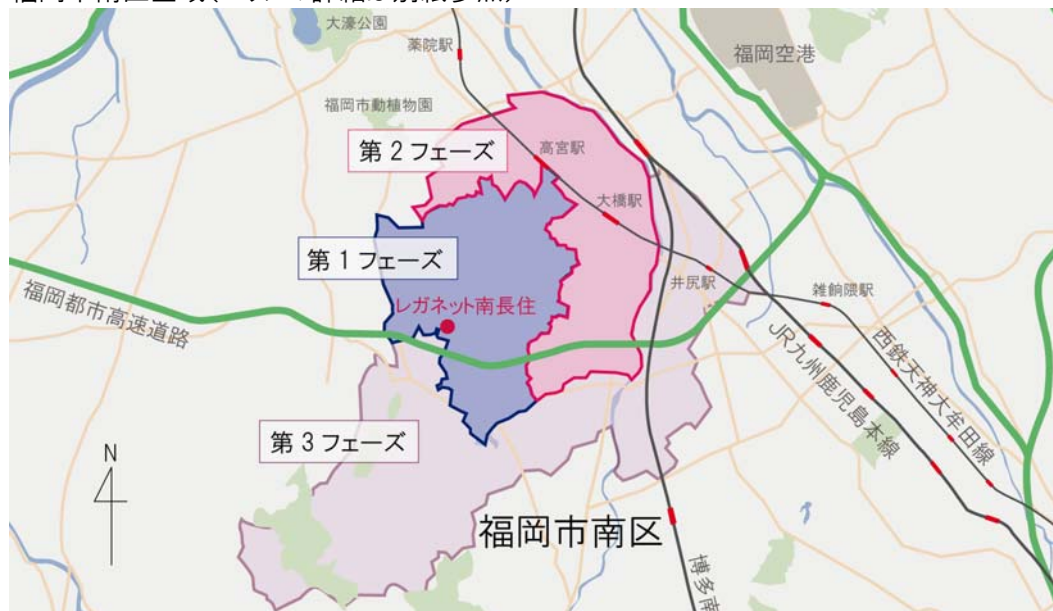 大濠公園
薬院駅
福岡空港
福岡市動植物園
第2フェーズ
高宮駅
大橋駅
第1フェーズ
井尻駅
雑餉隈駅
レガネット南長住
福岡都市高速道路
西鉄天神大牟田線
JR九州鹿児島本線
第3フェーズ
N
福岡市南区
博多南